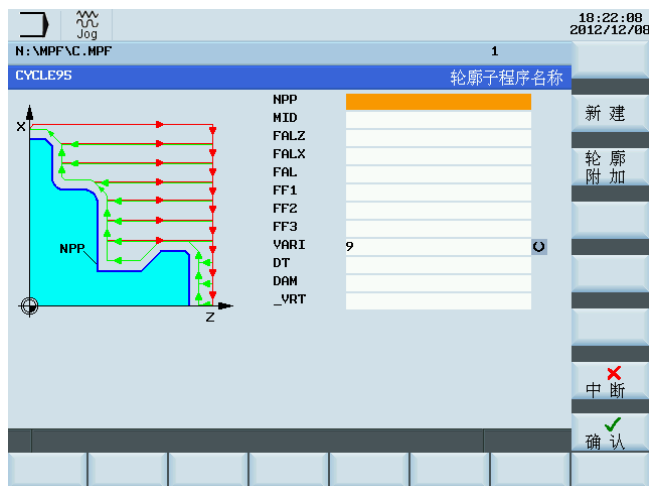 Jog
18:22:08
2012/12/08
N:\MPF\C.MPF 1
CYCLE95 轮廓子程序名称
NPP
MID
FALZ
FALX
FAL
FF1
FF2
FF3
VARI 9
DT
DAM
_VRT
X
NPP
Z
新建
轮廓
附加
中断
确认